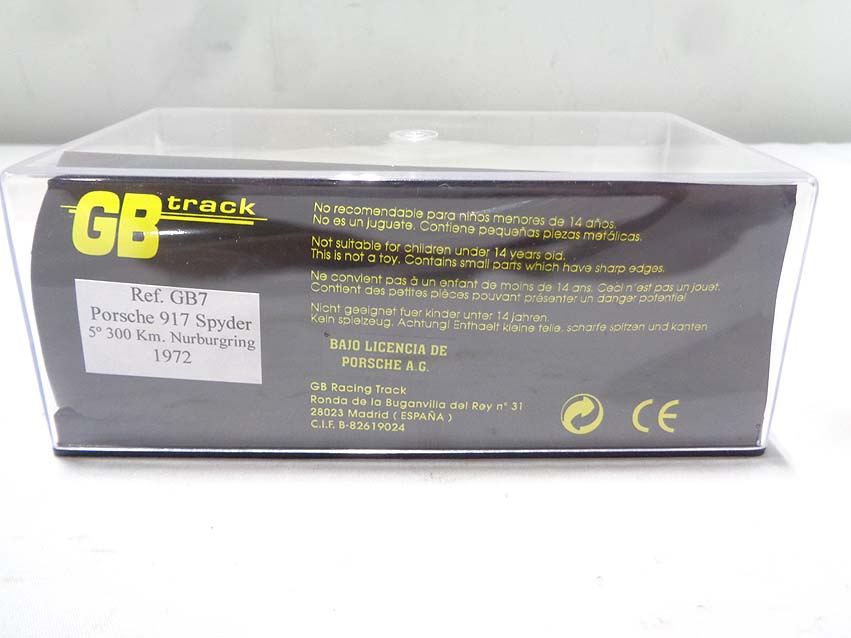 GB track
Ref. GB7
Porsche 917 Spyder
5º 300 Km. Nurburgring
1972
No recomendable para niños menores de 14 años.
No es un juguete. Contiene pequeñas piezas metálicas.
Not suitable for children under 14 years old.
This is not a toy. Contains small parts which have sharp edges.
Ne convient pas à un enfant de moins de 14 ans. Ceci n'est pas un jouet.
Contient des petites pièces pouvant présenter un danger potentiel
Nicht geeignet fuer kinder unter 14 jahren.
Kein spielzeug. Achtung! Enthaelt kleine teile, scharfe spitzen und kanten
BAJO LICENCIA DE
PORSCHE A.G.
GB Racing Track
Ronda de la Buganvilla del Rey nº 31
28023 Madrid ( ESPAÑA )
C.I.F. B-82619024
CE